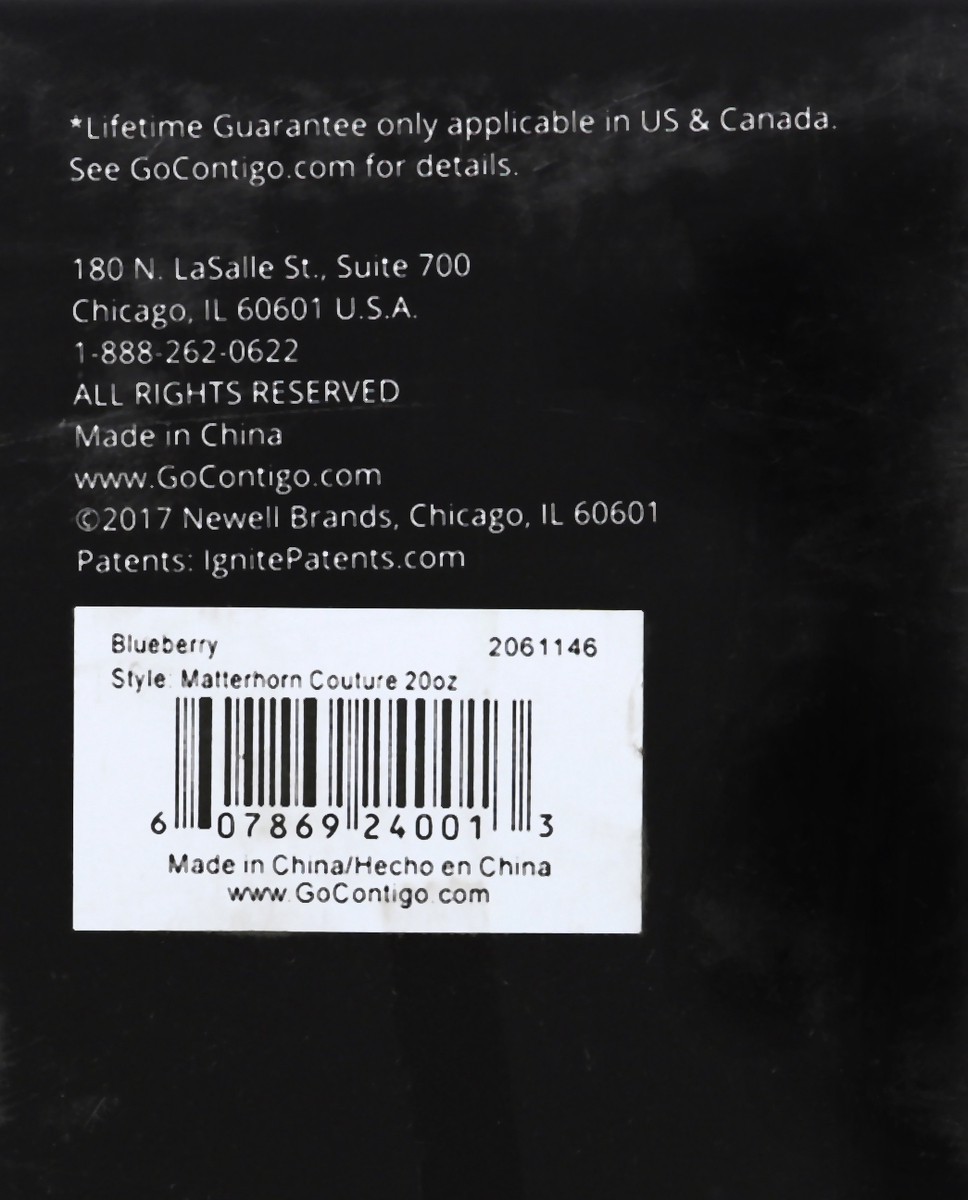 *Lifetime Guarantee only applicable in US & Canada.
See GoContigo.com for details.
180 N. LaSalle St., Suite 700
Chicago, IL 60601 U.S.A.
1-888-262-0622
ALL RIGHTS RESERVED
Made in China
www.GoContigo.com
©2017 Newell Brands, Chicago, IL 60601
Patents: IgnitePatents.com
Blueberry 2061146
Style: Matterhorn Couture 20oz
6 07869 24001 3
Made in China/Hecho en China
www.GoContigo.com